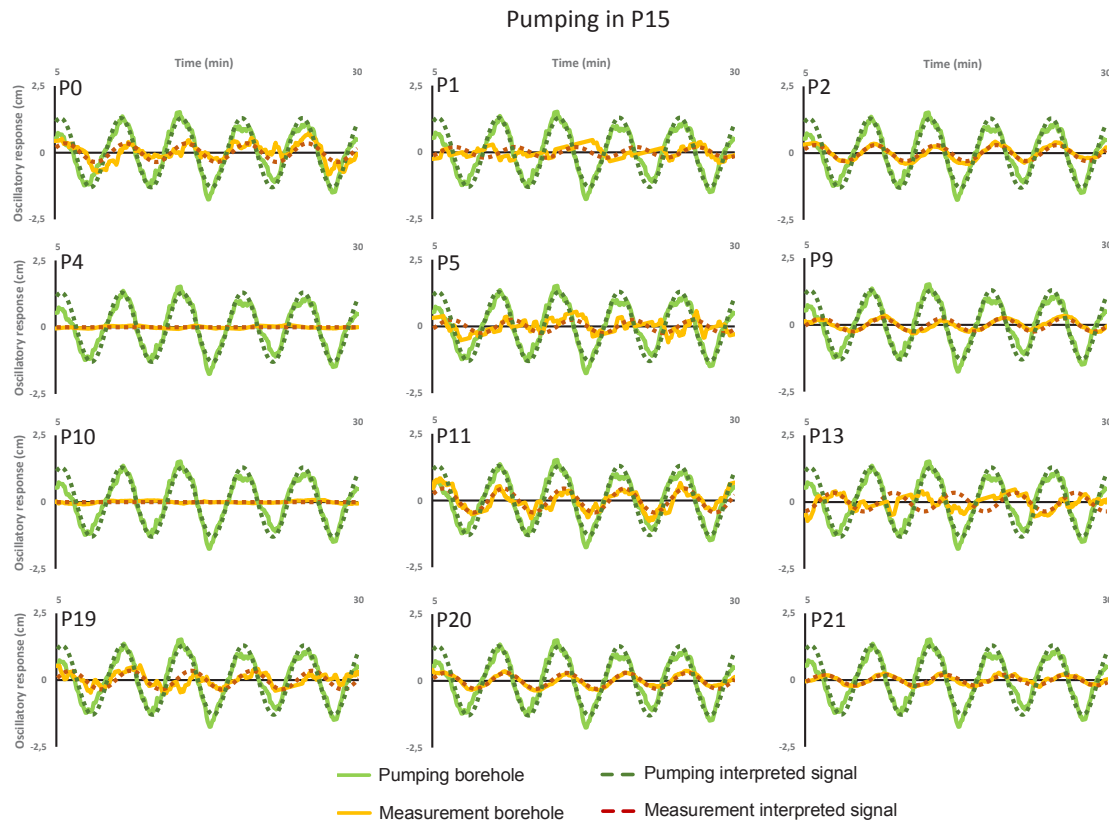 Pumping in P15
Time (min)
Time (min)
Time (min)
5
30
5
30
5
30
2,5
P0
2,5
P1
2,5
P2
Oscillatory response (cm)
0
0
0
-2,5
-2,5
-2,5
5
30
5
30
5
30
2,5
P4
2,5
P5
2,5
P9
Oscillatory response (cm)
0
0
0
-2,5
-2,5
-2,5
5
30
5
30
5
30
2,5
P10
2,5
P11
2,5
P13
Oscillatory response (cm)
0
0
0
-2,5
-2,5
-2,5
5
30
5
30
5
30
2,5
P19
2,5
P20
2,5
P21
Oscillatory response (cm)
0
0
0
-2,5
-2,5
-2,5
Pumping borehole
Pumping interpreted signal
Measurement borehole
Measurement interpreted signal